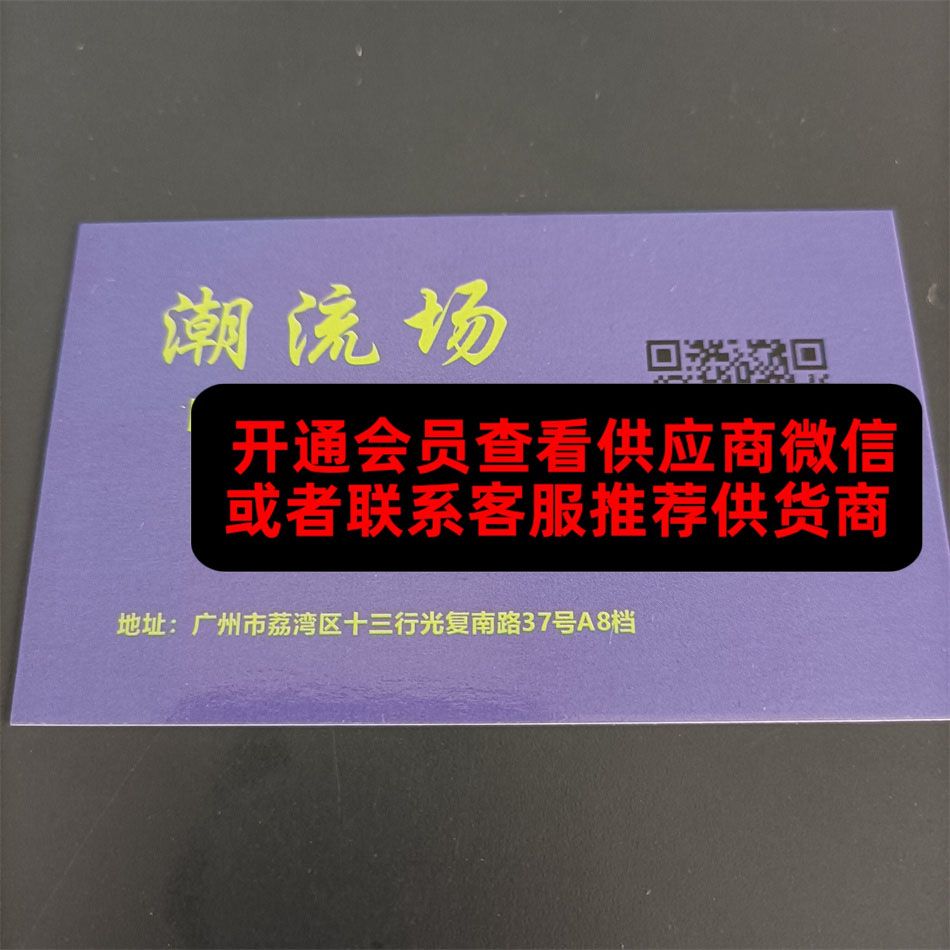 潮流场
开通会员查看供应商微信
或者联系客服推荐供货商
地址：广州市荔湾区十三行光复南路37号A8档